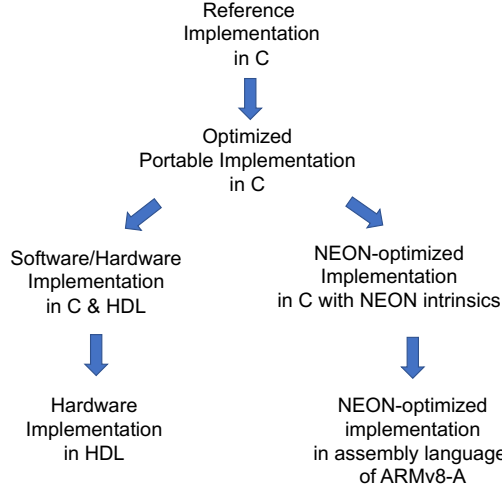 Reference
Implementation
in C
Optimized
Portable Implementation
in C
Software/Hardware
Implementation
in C & HDL
NEON-optimized
Implementation
in C with NEON intrinsics
Hardware
Implementation
in HDL
NEON-optimized
implementation
in assembly language
of ARMv8-A